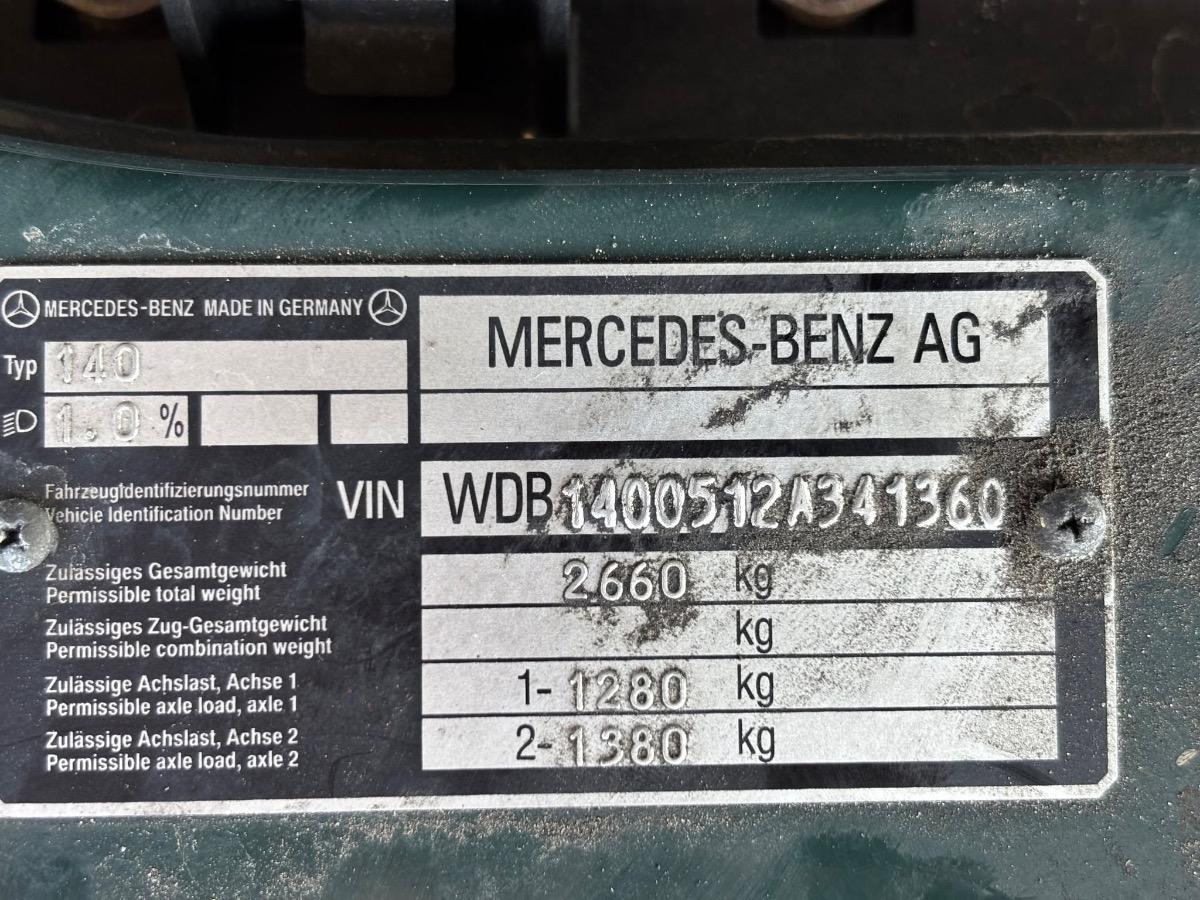 MERCEDES-BENZ MADE IN GERMANY
MERCEDES-BENZ AG
Typ 140
1.0 %
Fahrzeugidentifizierungsnummer
Vehicle Identification Number
VIN WDB1400512A341360
Zulässiges Gesamtgewicht
Permissible total weight
2660 kg
Zulässiges Zug-Gesamtgewicht
Permissible combination weight
kg
Zulässige Achslast, Achse 1
Permissible axle load, axle 1
1- 1280 kg
Zulässige Achslast, Achse 2
Permissible axle load, axle 2
2- 1380 kg